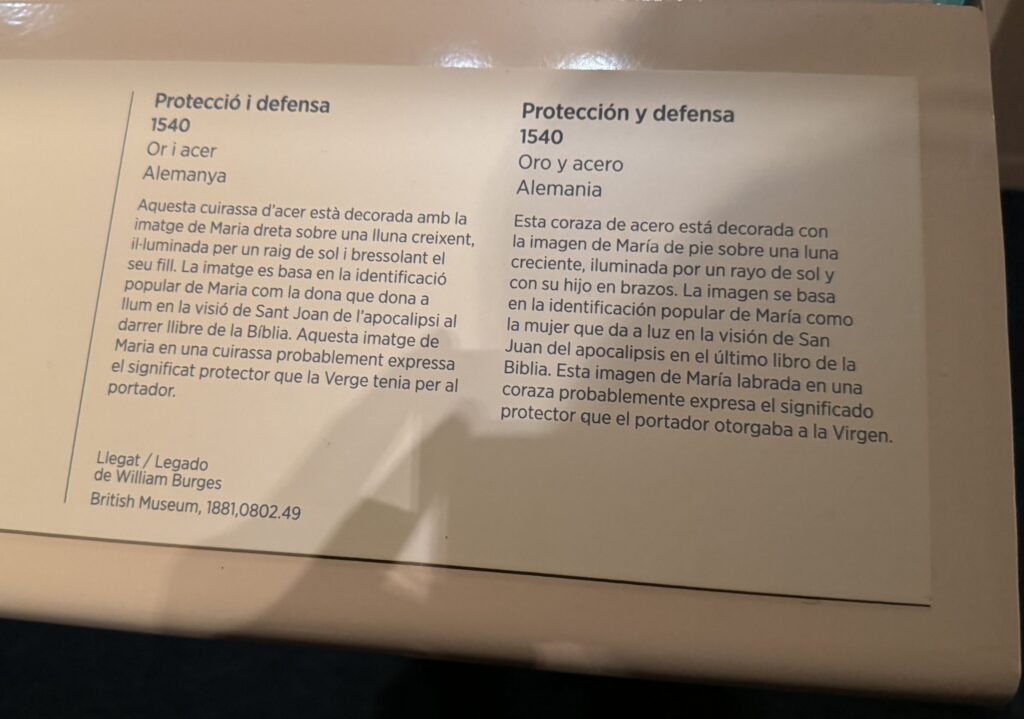 Protecció i defensa
1540
Or i acer
Alemanya
Aquesta cuirassa d'acer està decorada amb la
imatge de Maria dreta sobre una lluna creixent,
il·luminada per un raig de sol i bressolant el
seu fill. La imatge es basa en la identificació
popular de Maria com la dona que dona a
llum en la visió de Sant Joan de l'apocalipsi al
darrer llibre de la Bíblia. Aquesta imatge de
Maria en una cuirassa probablement expressa
el significat protector que la Verge tenia per al
portador.
Llegat / Legado
de William Burges
British Museum, 1881,0802.49
Protección y defensa
1540
Oro y acero
Alemania
Esta coraza de acero está decorada con
la imagen de María de pie sobre una luna
creciente, iluminada por un rayo de sol y
con su hijo en brazos. La imagen se basa
en la identificación popular de María como
la mujer que da a luz en la visión de San
Juan del apocalipsis en el último libro de la
Biblia. Esta imagen de María labrada en una
coraza probablemente expresa el significado
protector que el portador otorgaba a la Virgen.